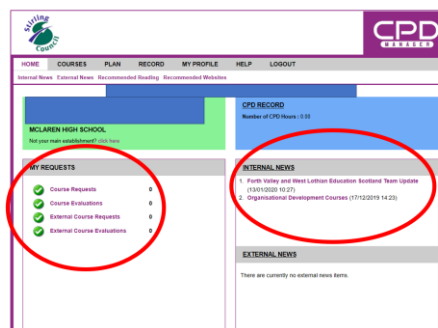 Stirling
Council
CPD
MANAGER
HOME COURSES PLAN RECORD MY PROFILE HELP LOGOUT
Internal News External News Recommended Reading Recommended Websites
MCLAREN HIGH SCHOOL
Not your main establishment? click here
CPD RECORD
Number of CPD Hours : 0.00
MY REQUESTS
Course Requests 0
Course Evaluations 0
External Course Requests 0
External Course Evaluations 0
INTERNAL NEWS
1. Forth Valley and West Lothian Education Scotland Team Update
(13/01/2020 10:27)
2. Organisational Development Courses (17/12/2019 14:23)
EXTERNAL NEWS
There are currently no external news items.